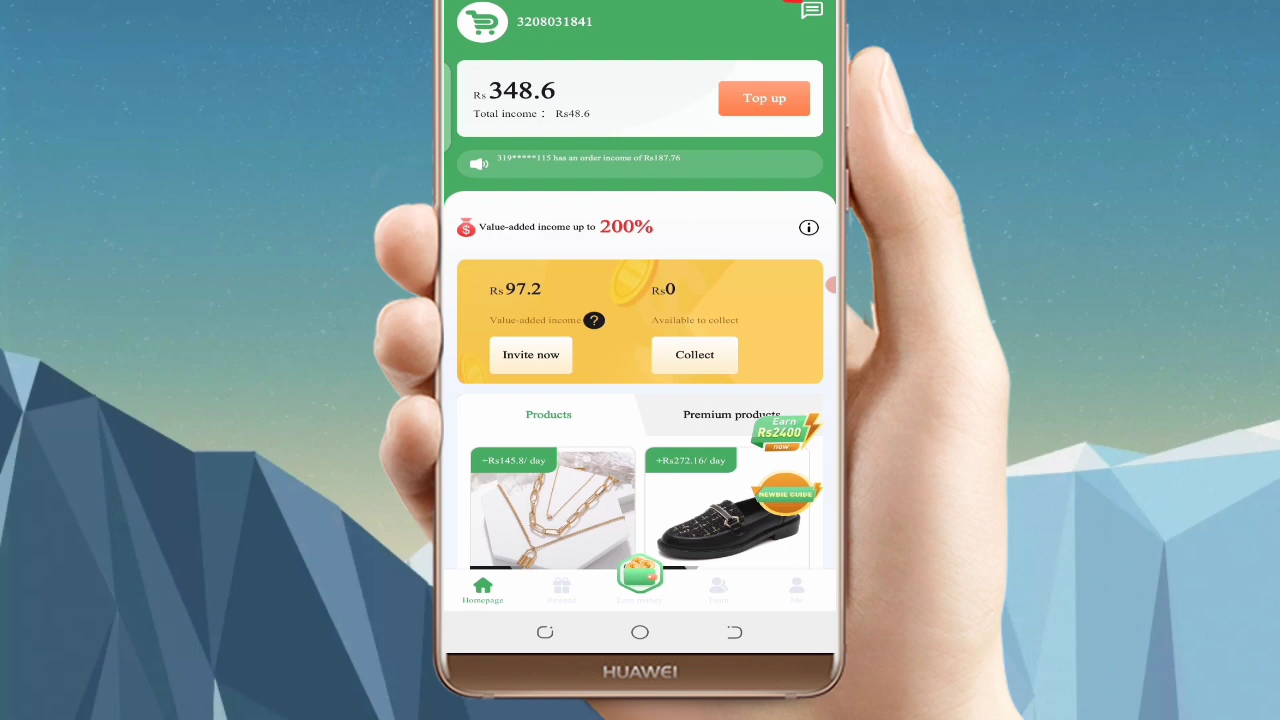 3208031841
Rs 348.6
Top up
Total income : Rs48.6
319*****115 has an order income of Rs187.76
Value-added income up to 200%
Rs 97.2
Rs0
Value-added income ?
Available to collect
Invite now
Collect
Products
Premium products
Earn
Rs2400
now
+Rs145.8/ day
+Rs272.16/ day
NEWBIE GUIDE
Homepage
Reward
Earn money
Team
Me
HUAWEI